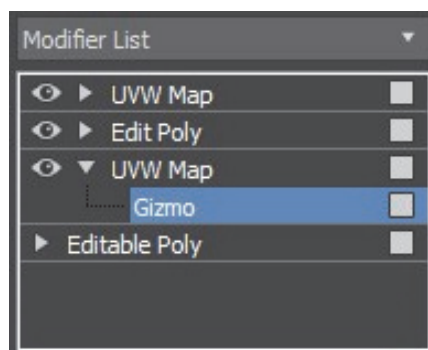 Modifier List
UVW Map
Edit Poly
UVW Map
Gizmo
Editable Poly